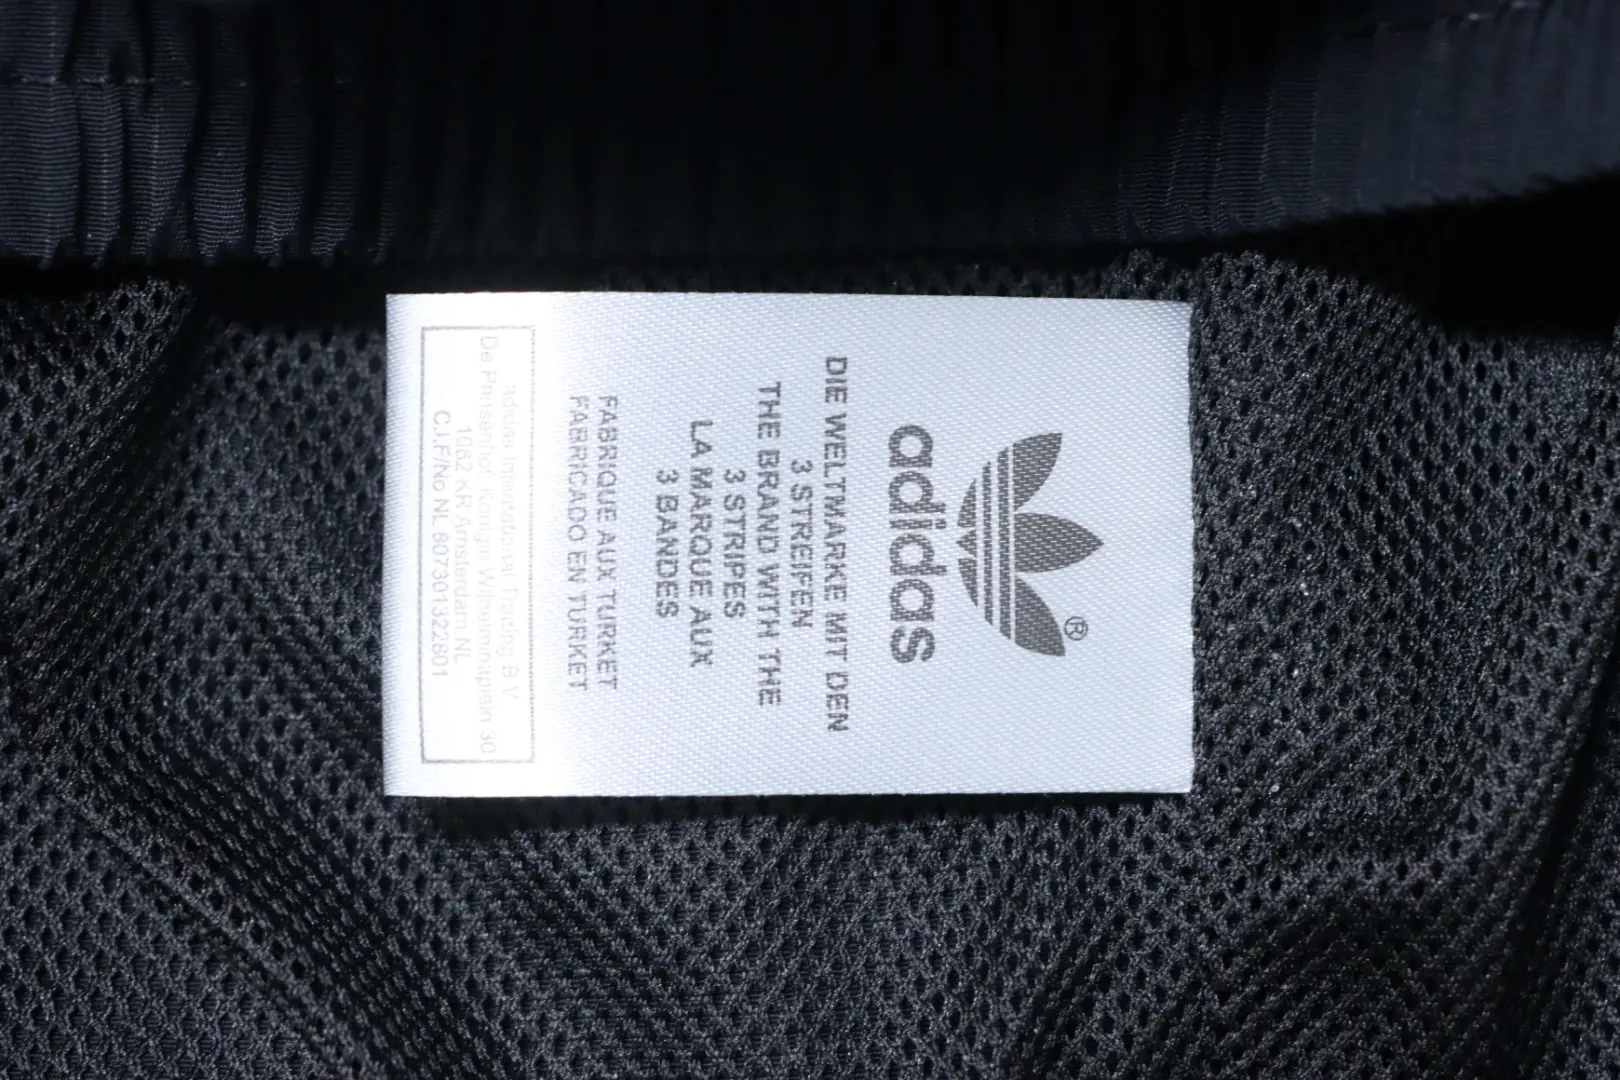 ®
adidas
DIE WELTMARKE MIT DEN
3 STREIFEN
THE BRAND WITH THE
3 STRIPES
LA MARQUE AUX
3 BANDES
FABRIQUE AUX TURKET
FABRICADO EN TURKET
adidas International Trading B.V.
De Prinsenhof, Koningin Wilhelminaplein 30
1062 KR Amsterdam NL
C.I.F/No NL 807301322B01